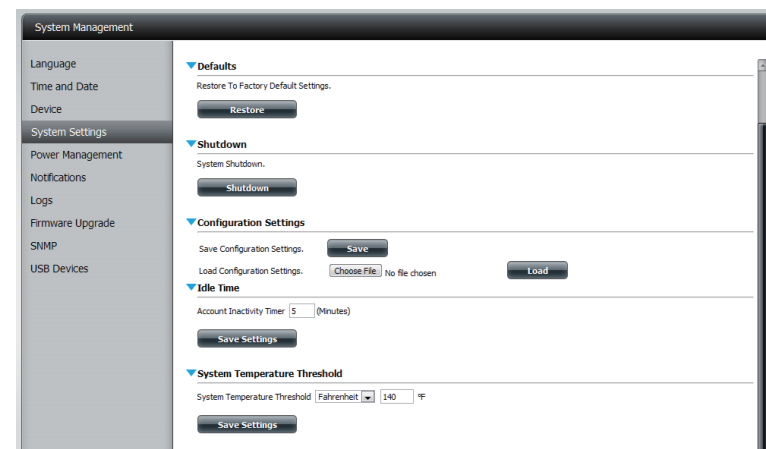 System Management
Language
Time and Date
Device
System Settings
Power Management
Notifications
Logs
Firmware Upgrade
SNMP
USB Devices
Defaults
Restore To Factory Default Settings.
Restore
Shutdown
System Shutdown.
Shutdown
Configuration Settings
Save Configuration Settings. Save
Load Configuration Settings. Choose File No file chosen Load
Idle Time
Account Inactivity Timer 5 (Minutes)
Save Settings
System Temperature Threshold
System Temperature Threshold Fahrenheit 140 °F
Save Settings